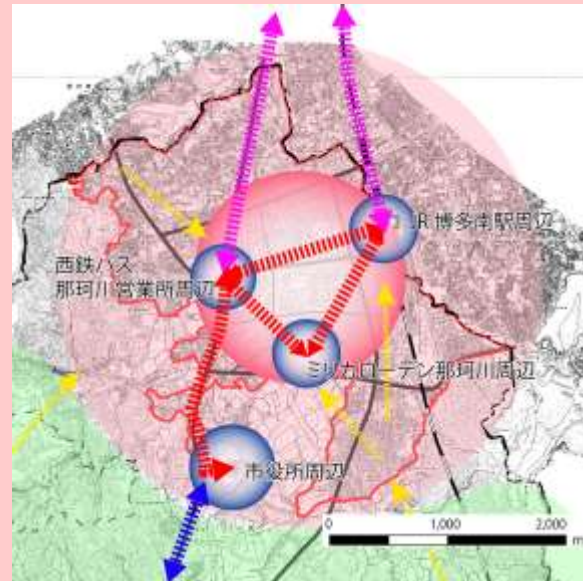 JR 博多南駅周辺
西鉄バス
那珂川営業所周辺
ミリカローデン那珂川周辺
市役所周辺
0 1,000 2,000
m